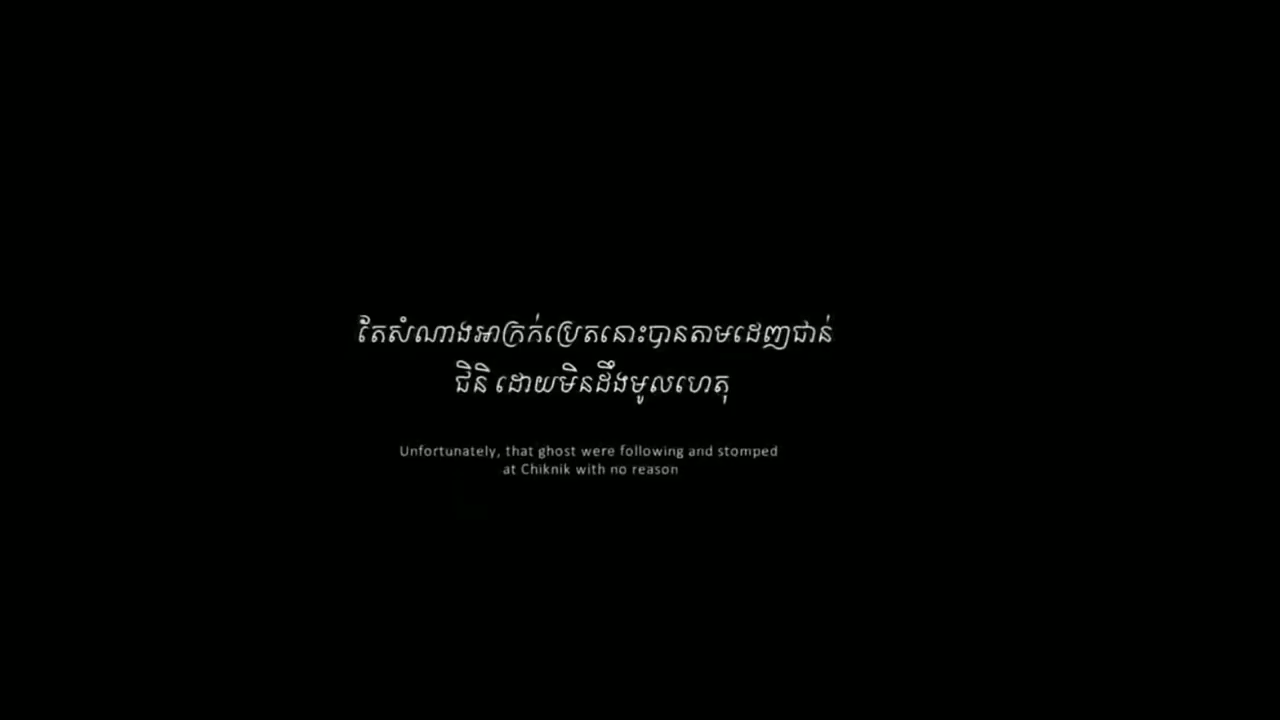 តែសំណាងអាក្រក់ប្រេតនោះបានតាមដេញជាន់
ជិនិ ដោយមិនដឹងមូលហេតុ
Unfortunately, that ghost were following and stomped
at Chiknik with no reason